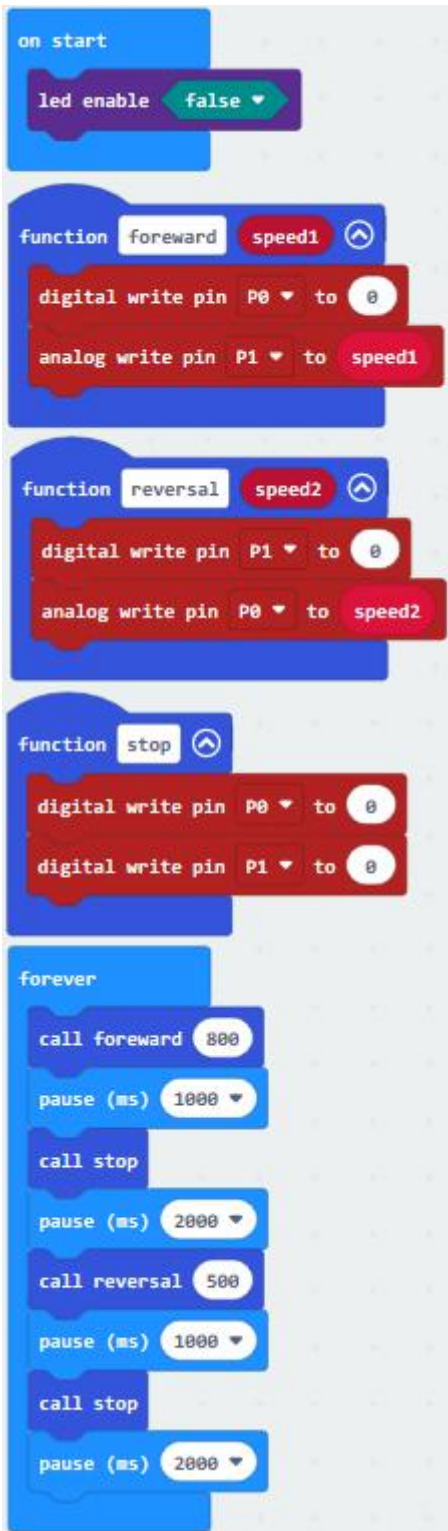 on start
led enable false
function foreward speed1
digital write pin P0 to 0
analog write pin P1 to speed1
function reversal speed2
digital write pin P1 to 0
analog write pin P0 to speed2
function stop
digital write pin P0 to 0
digital write pin P1 to 0
forever
call foreward 800
pause (ms) 1000
call stop
pause (ms) 2000
call reversal 500
pause (ms) 1000
call stop
pause (ms) 2000